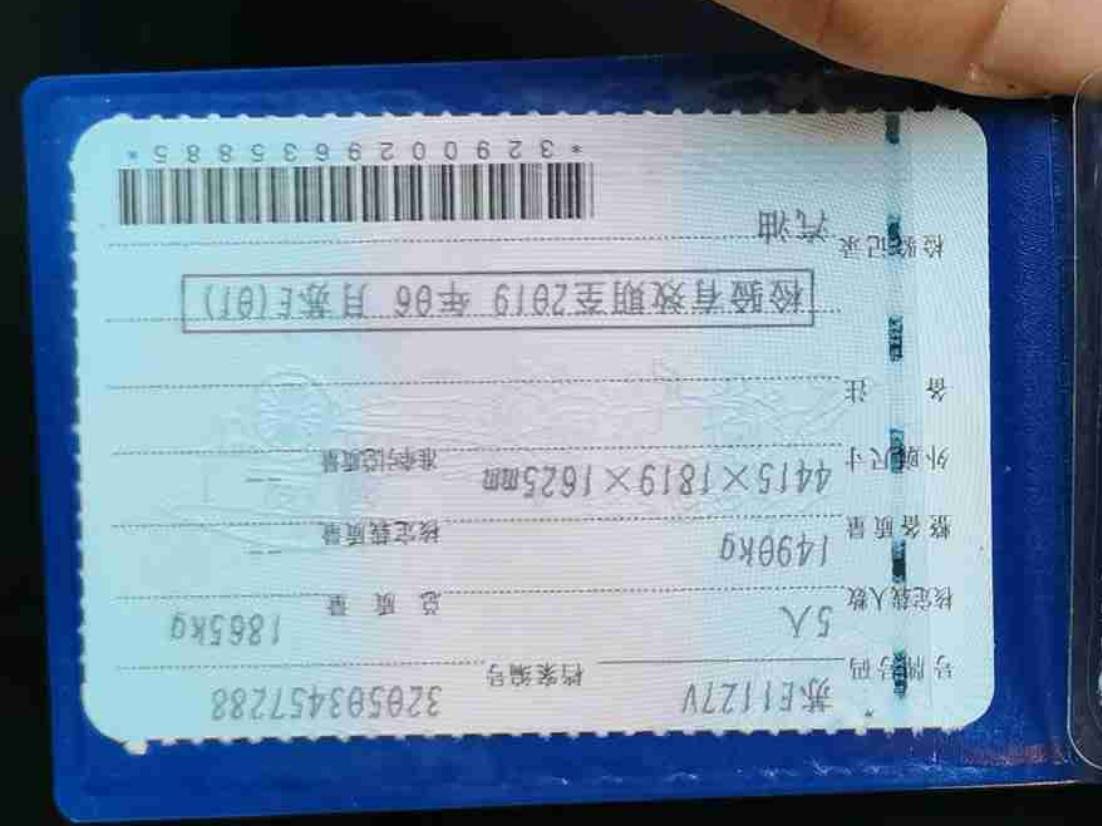 号牌号码 苏E1127V 档案编号 320503457288
核定载人数 5人 总质量 1865kg
整备质量 1490kg 核定载质量 --
外廓尺寸 4415×1819×1625mm 准牵引总质量 --
备注
检验有效期至2019年06月苏E(01)
检验记录 汽油
*3290029635885*